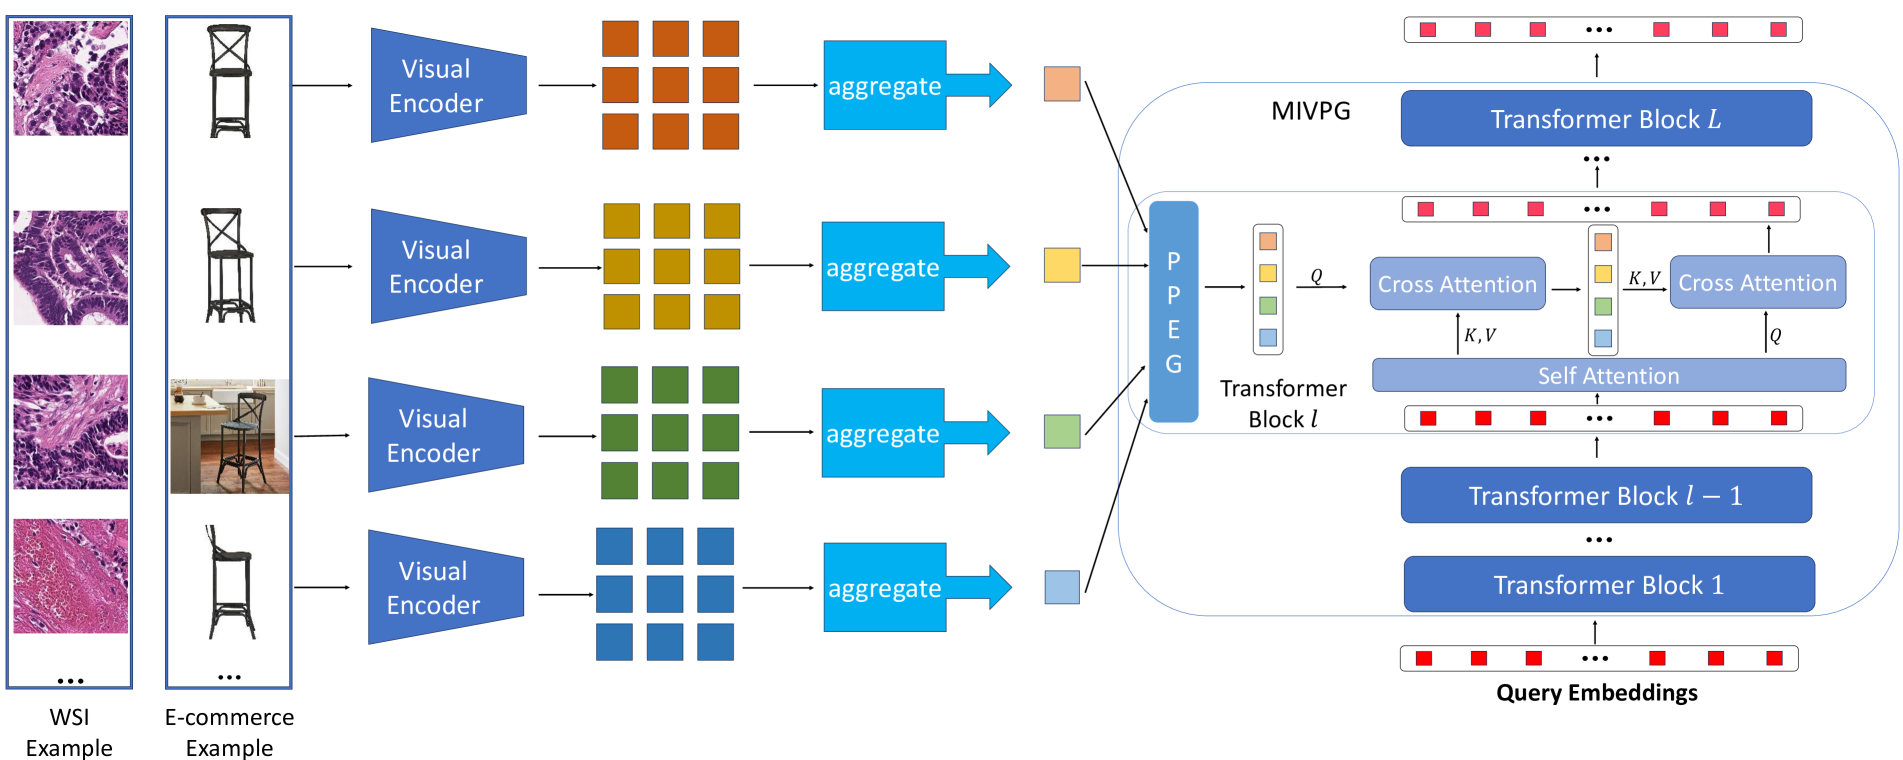 WSI
Example
E-commerce
Example
Visual
Encoder
aggregate
Visual
Encoder
aggregate
Visual
Encoder
aggregate
Visual
Encoder
aggregate
MIVPG
Transformer Block L
P
P
E
G
Transformer
Block l
Q
Cross Attention
K, V
Cross Attention
K, V
Q
Self Attention
Transformer Block l − 1
Transformer Block 1
Query Embeddings